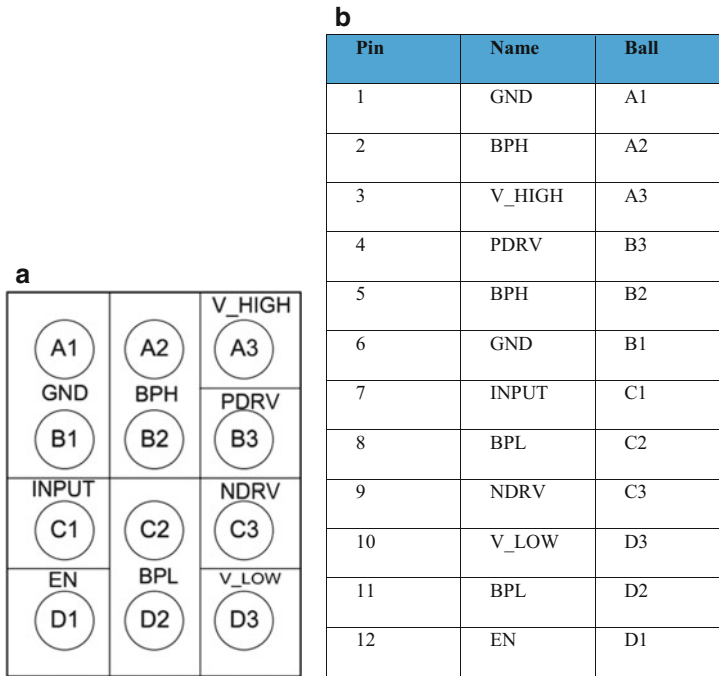 a
V_HIGH
A1 A2 A3
GND BPH PDRV
B1 B2 B3
INPUT NDRV
C1 C2 C3
EN BPL V_LOW
D1 D2 D3
b
Pin Name Ball
1 GND A1
2 BPH A2
3 V_HIGH A3
4 PDRV B3
5 BPH B2
6 GND B1
7 INPUT C1
8 BPL C2
9 NDRV C3
10 V_LOW D3
11 BPL D2
12 EN D1